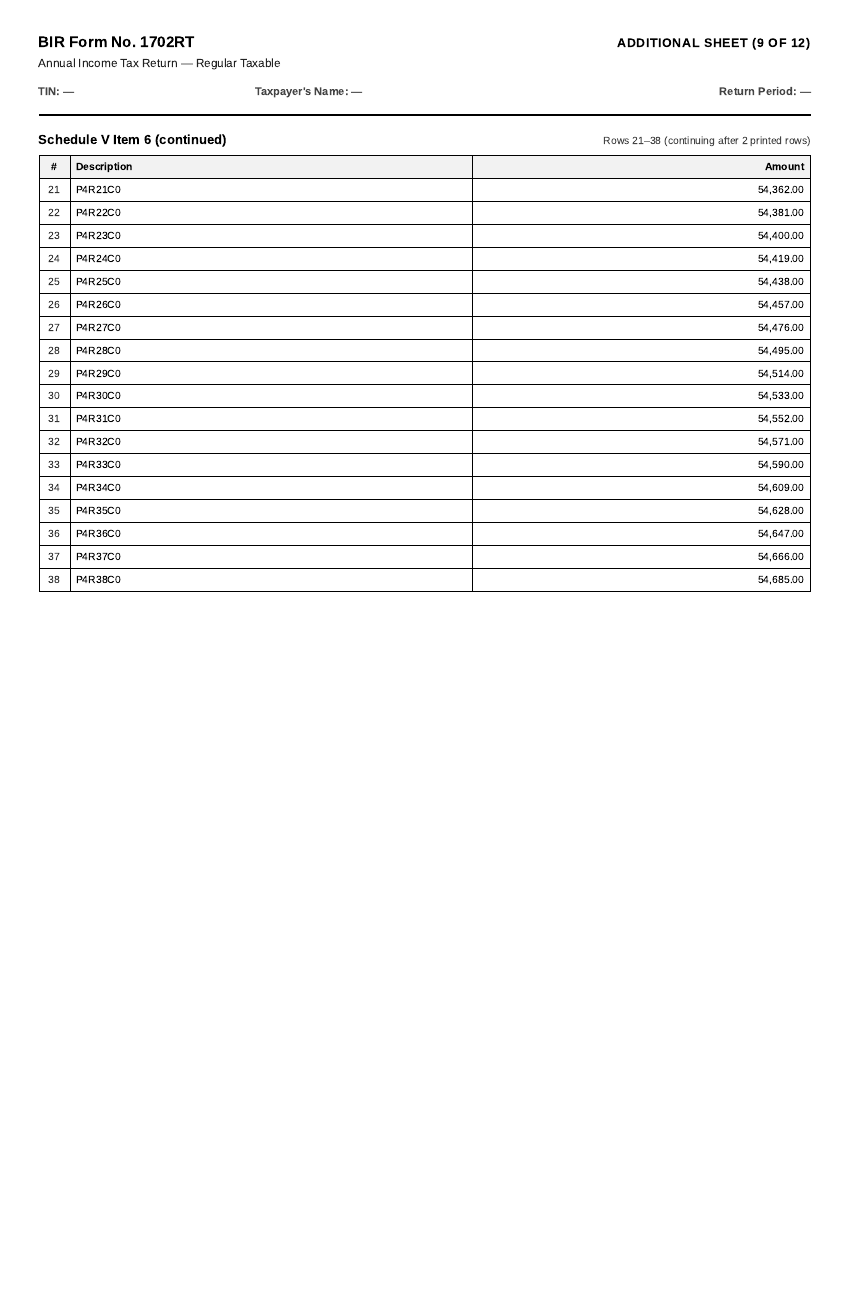 BIR Form No. 1702RT
ADDITIONAL SHEET (9 OF 12)
Annual Income Tax Return — Regular Taxable
TIN: — Taxpayer's Name: — Return Period: —
Schedule V Item 6 (continued)
Rows 21–38 (continuing after 2 printed rows)
# Description Amount
21 P4R21C0 54,362.00
22 P4R22C0 54,381.00
23 P4R23C0 54,400.00
24 P4R24C0 54,419.00
25 P4R25C0 54,438.00
26 P4R26C0 54,457.00
27 P4R27C0 54,476.00
28 P4R28C0 54,495.00
29 P4R29C0 54,514.00
30 P4R30C0 54,533.00
31 P4R31C0 54,552.00
32 P4R32C0 54,571.00
33 P4R33C0 54,590.00
34 P4R34C0 54,609.00
35 P4R35C0 54,628.00
36 P4R36C0 54,647.00
37 P4R37C0 54,666.00
38 P4R38C0 54,685.00